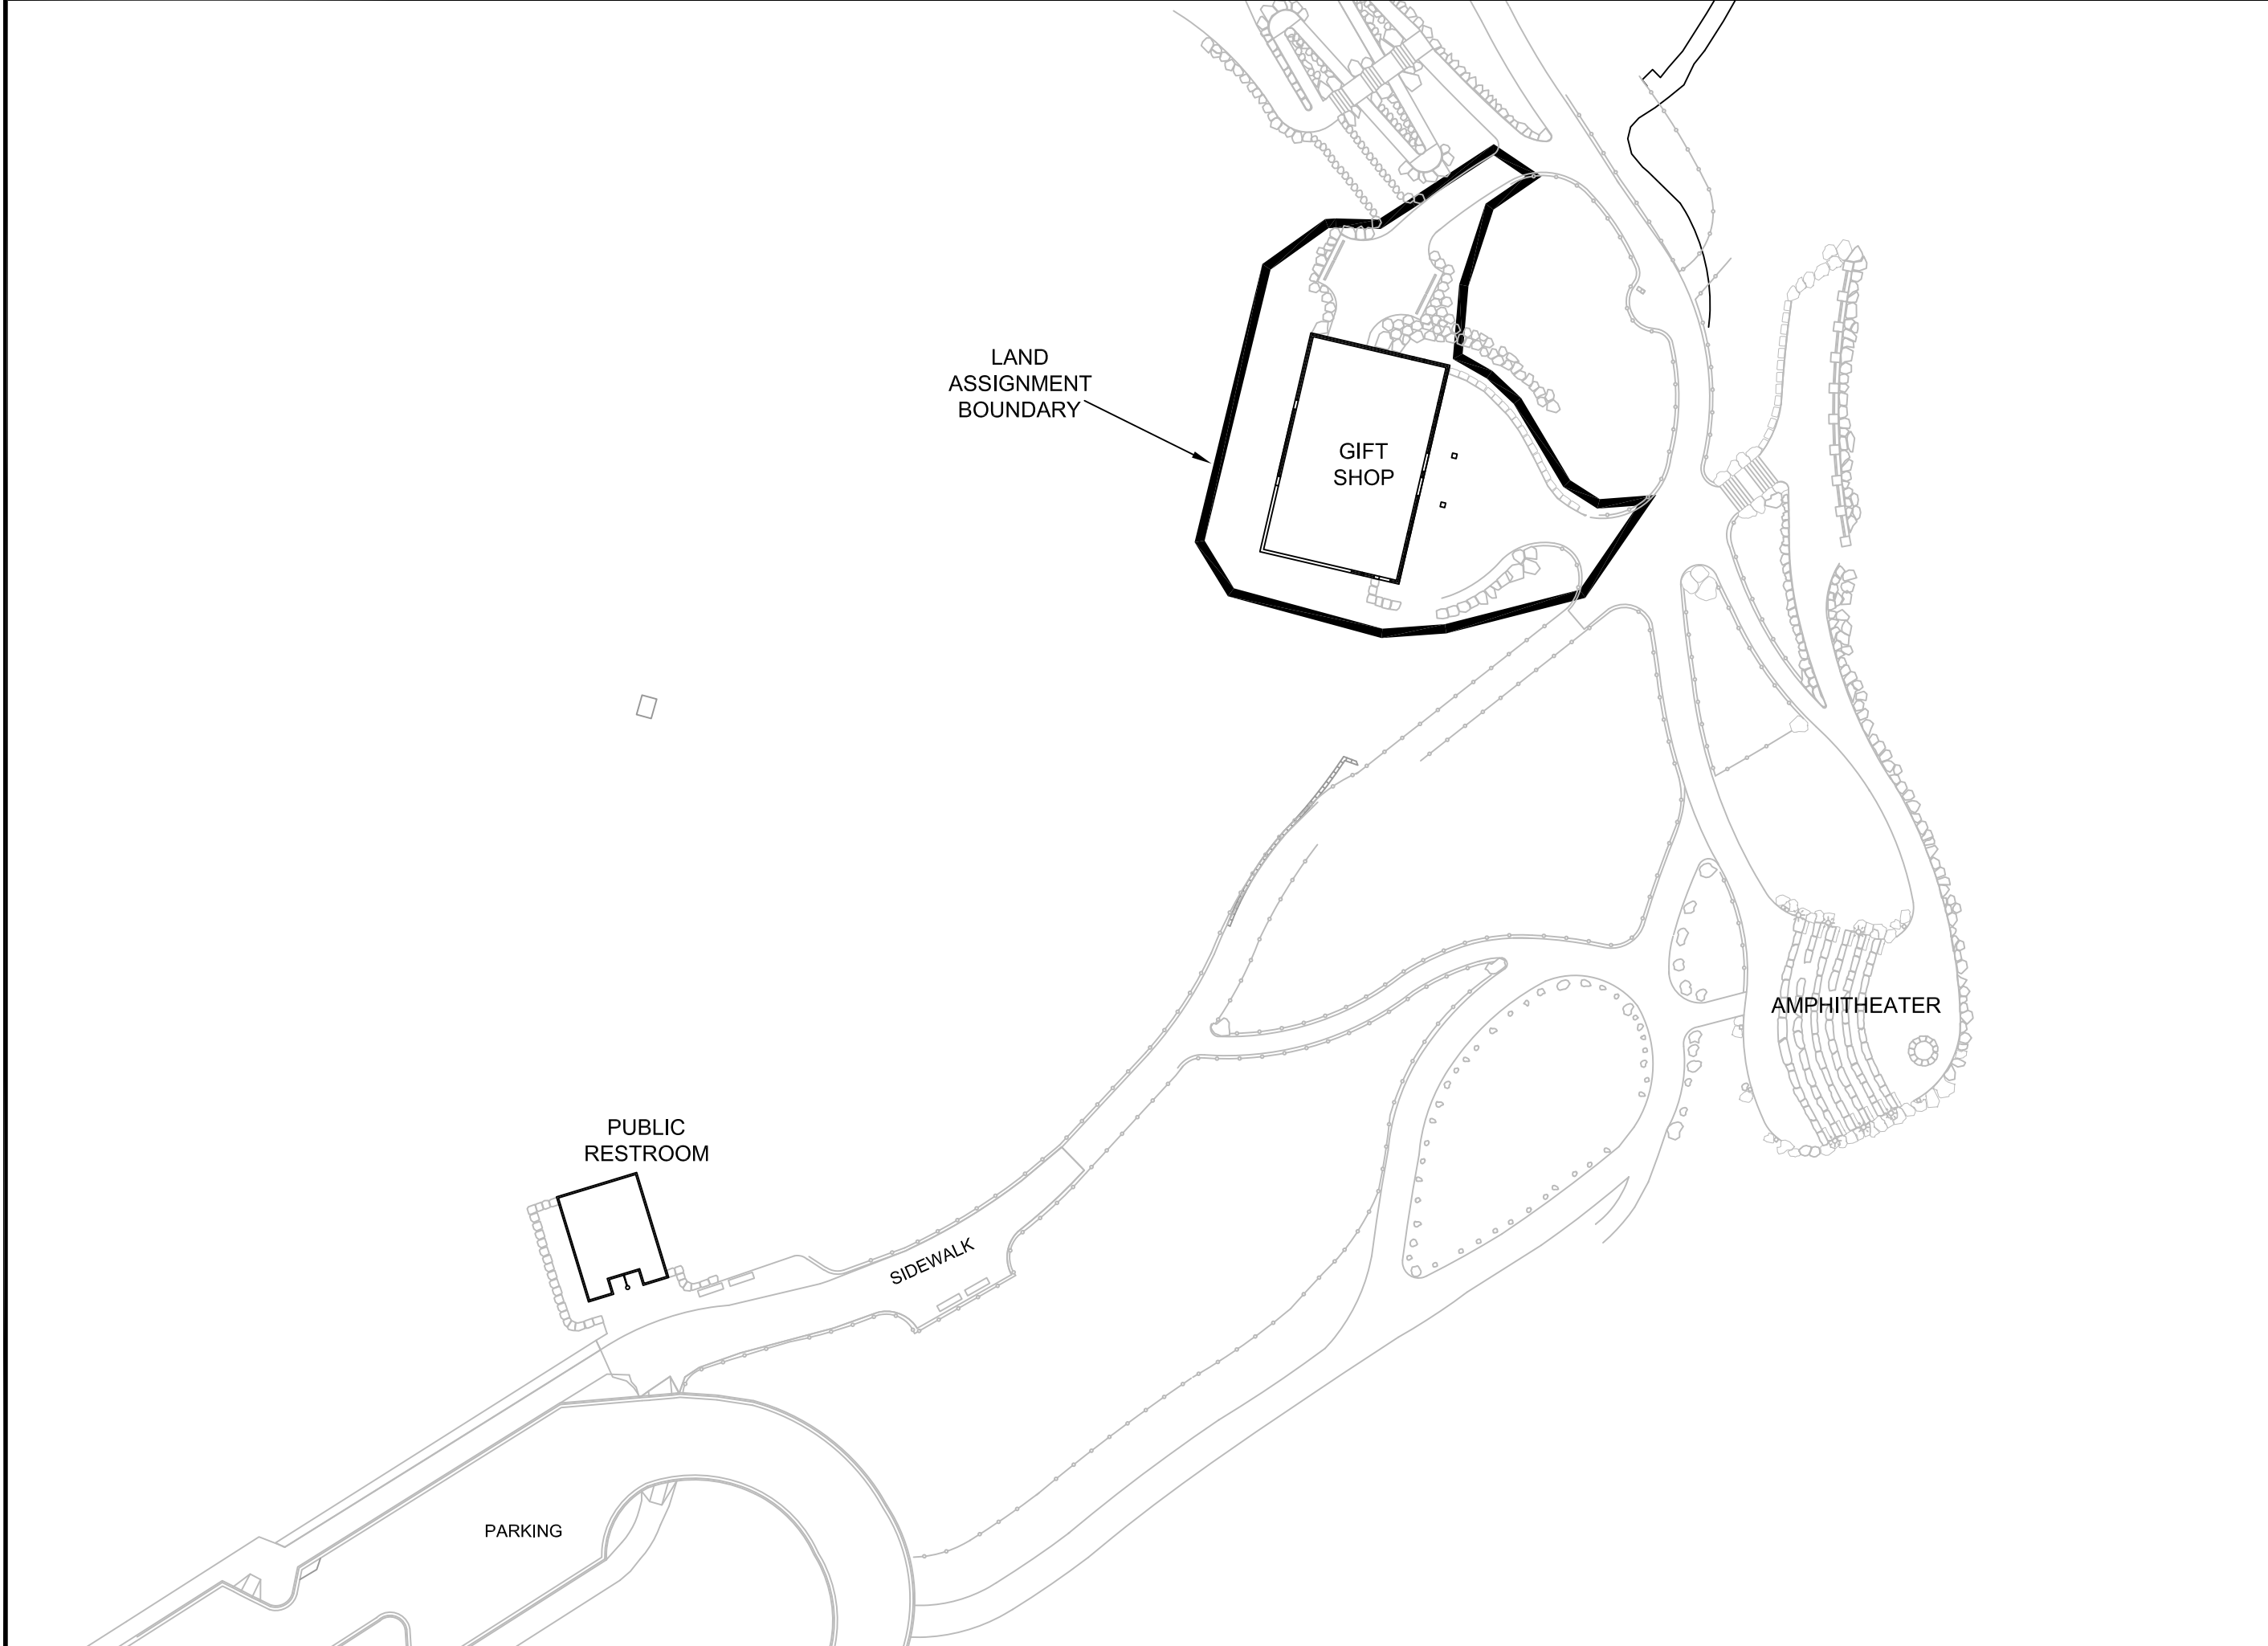 LAND
ASSIGNMENT
BOUNDARY
GIFT
SHOP
AMPHITHEATER
PUBLIC
RESTROOM
SIDEWALK
PARKING